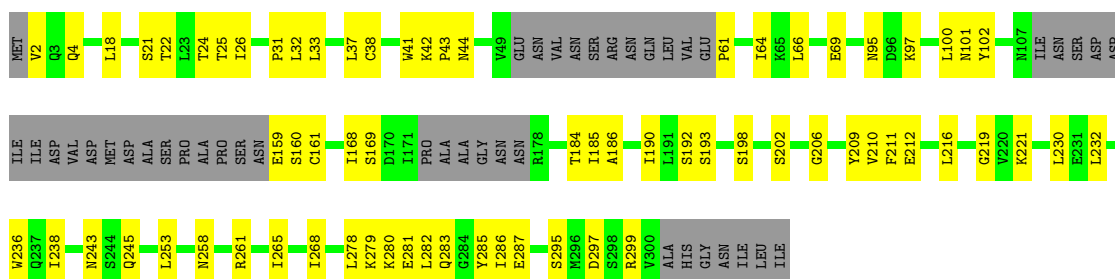 MET V2 Q3 Q4 L18 S21 T22 L23 T24 T25 I26 P31 L32 L33 L37 C38 W41 K42 P43 N44 V49 GLU ASN VAL ASN SER ARG ASN GLN LEU VAL GLU P61 I64 K65 L66 E69 N95 D96 K97 L100 N101 Y102 N107 ILE ASN SER ASP ASP
ILE ILE ASP VAL ASP MET ASP ALA SER PRO ALA PRO SER ASN E159 S160 C161 I168 S169 D170 I171 PRO ALA ALA GLY ASN ASN R178 T184 I185 A186 I190 L191 S192 S193 S198 S202 G206 Y209 V210 F211 E212 L216 G219 V220 K221 L230 E231 L232
W236 Q237 I238 N243 S244 Q245 L253 N258 R261 I265 I268 L278 K279 K280 E281 L282 Q283 G284 Y285 I286 E287 S295 M296 D297 S298 R299 V300 ALA HIS GLY ASN ILE LEU ILE